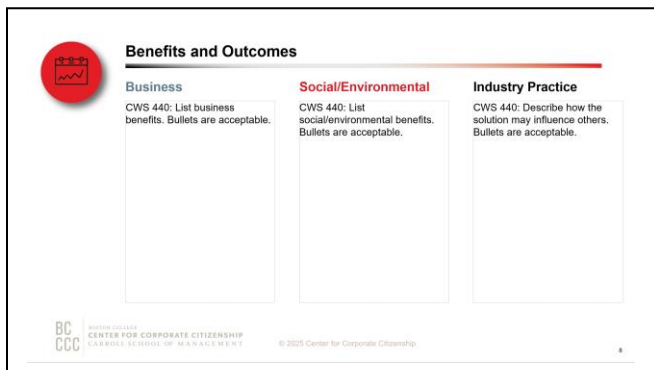 Benefits and Outcomes
Business
CWS 440: List business
benefits. Bullets are acceptable.
Social/Environmental
CWS 440: List
social/environmental benefits.
Bullets are acceptable.
Industry Practice
CWS 440: Describe how the
solution may influence others.
Bullets are acceptable.
BC
CCC
BOSTON COLLEGE
CENTER FOR CORPORATE CITIZENSHIP
CARROLL SCHOOL OF MANAGEMENT
© 2025 Center for Corporate Citizenship